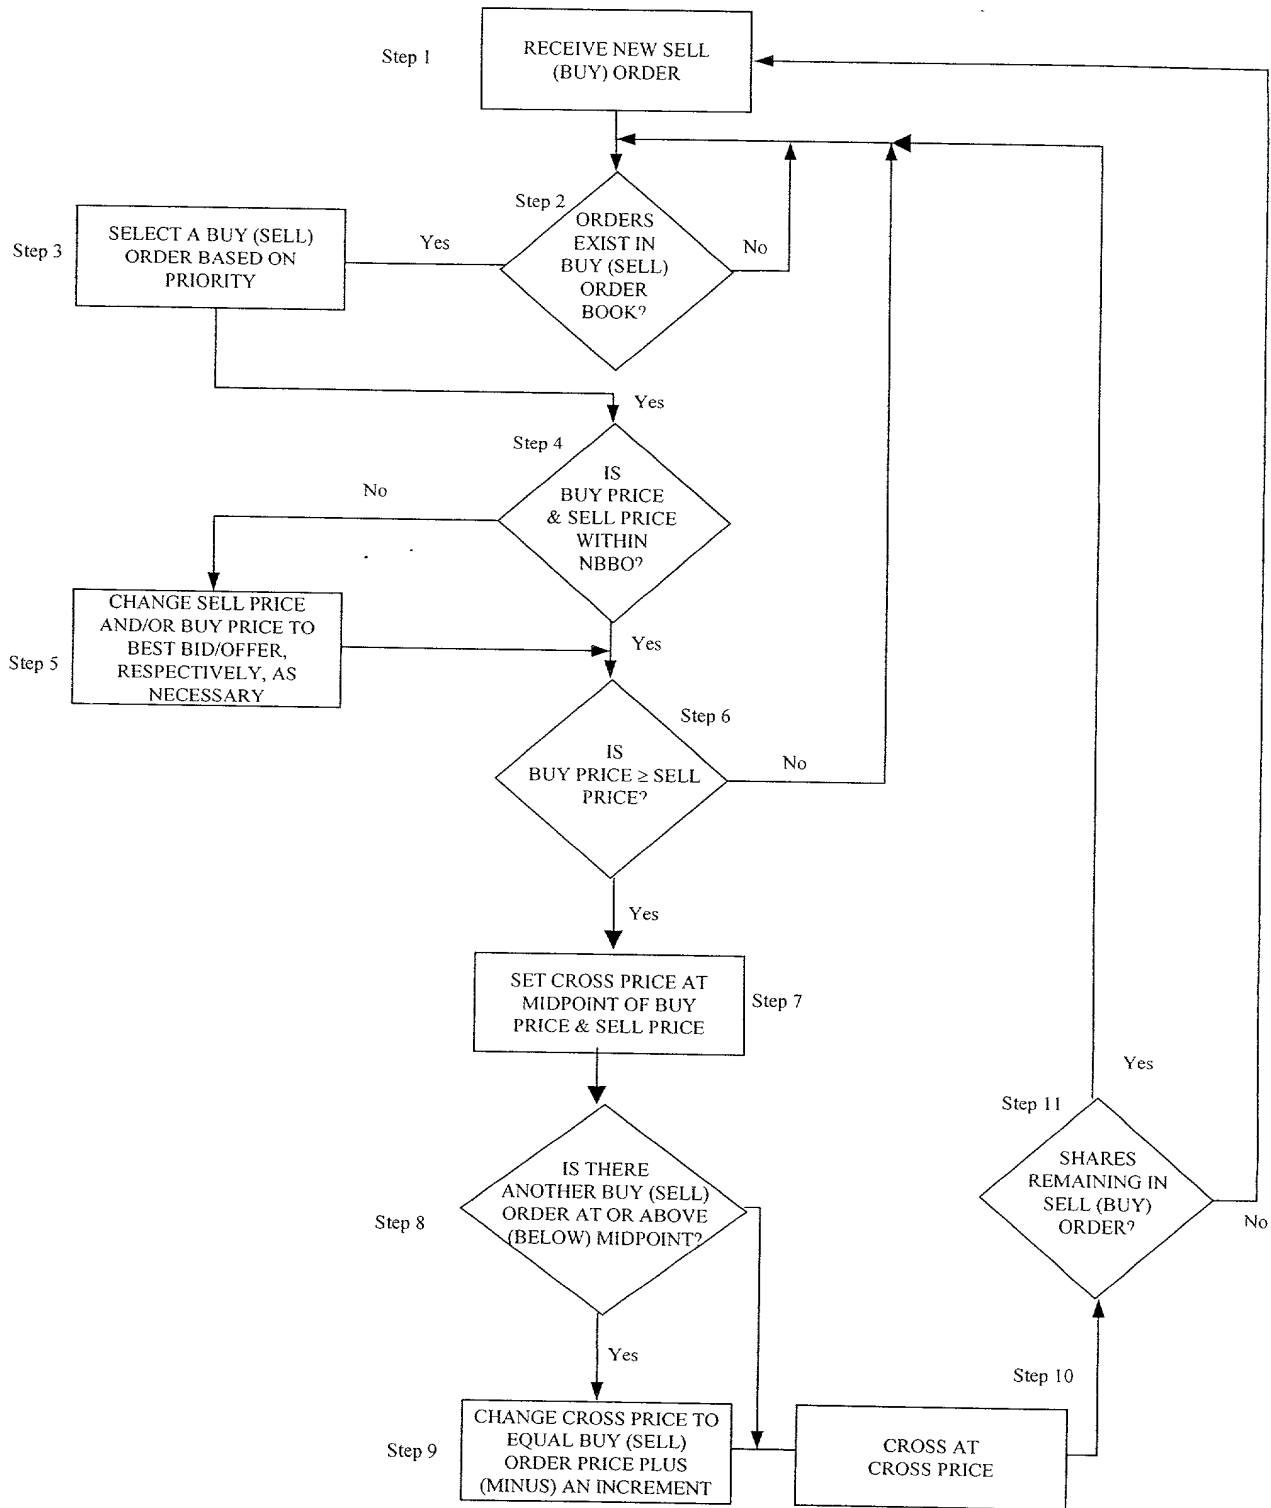 Step 1
RECEIVE NEW SELL
(BUY) ORDER
Step 2
ORDERS
EXIST IN
BUY (SELL)
ORDER
BOOK?
Yes
No
Step 3
SELECT A BUY (SELL)
ORDER BASED ON
PRIORITY
Yes
Step 4
IS
BUY PRICE
& SELL PRICE
WITHIN
NBBO?
No
Step 5
CHANGE SELL PRICE
AND/OR BUY PRICE TO
BEST BID/OFFER,
RESPECTIVELY, AS
NECESSARY
Yes
Step 6
IS
BUY PRICE ≥ SELL
PRICE?
No
Yes
SET CROSS PRICE AT
MIDPOINT OF BUY
PRICE & SELL PRICE
Step 7
Step 8
IS THERE
ANOTHER BUY (SELL)
ORDER AT OR ABOVE
(BELOW) MIDPOINT?
Yes
Step 9
CHANGE CROSS PRICE TO
EQUAL BUY (SELL)
ORDER PRICE PLUS
(MINUS) AN INCREMENT
Step 10
CROSS AT
CROSS PRICE
Step 11
SHARES
REMAINING IN
SELL (BUY)
ORDER?
Yes
No